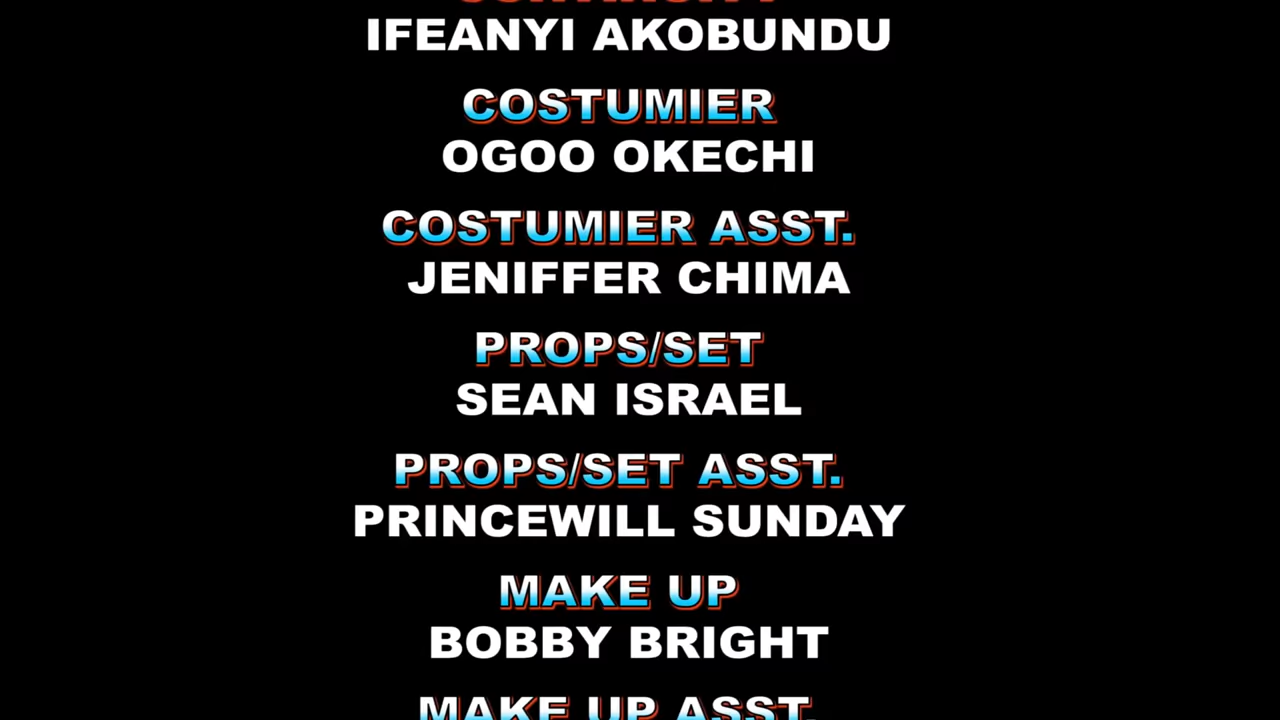 IFEANYI AKOBUNDU
COSTUMIER
OGOO OKECHI
COSTUMIER ASST.
JENIFFER CHIMA
PROPS/SET
SEAN ISRAEL
PROPS/SET ASST.
PRINCEWILL SUNDAY
MAKE UP
BOBBY BRIGHT
MAKE UP ASST.